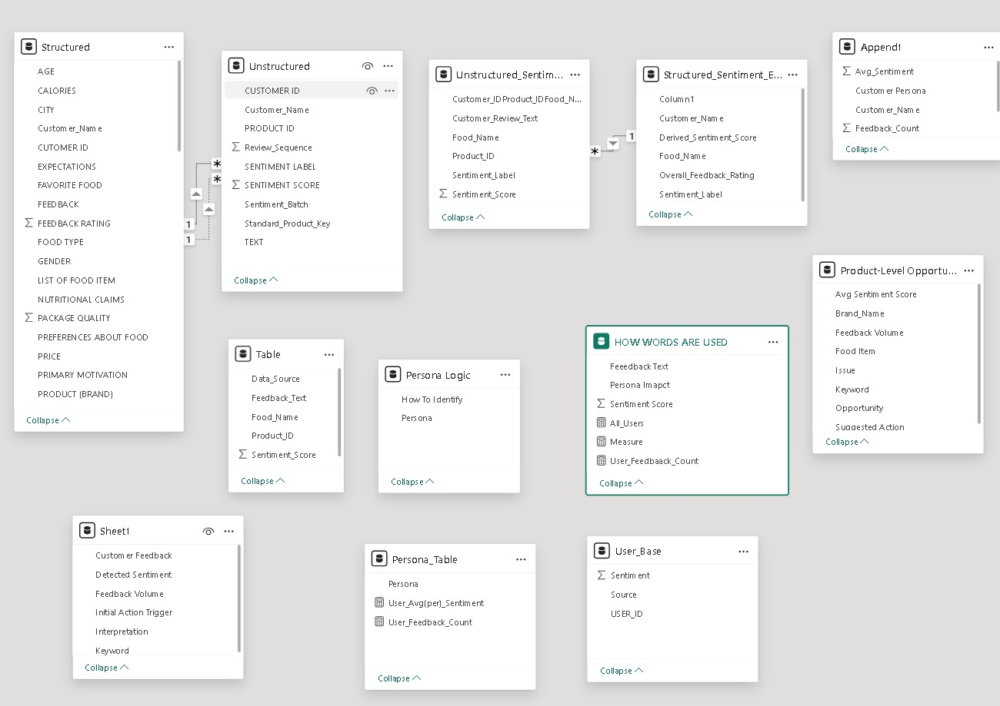 Structured
AGE
CALORIES
CITY
Customer_Name
CUTOMER ID
EXPECTATIONS
FAVORITE FOOD
FEEDBACK
FEEDBACK RATING
FOOD TYPE
GENDER
LIST OF FOOD ITEM
NUTRITIONAL CLAIMS
PACKAGE QUALITY
PREFERENCES ABOUT FOOD
PRICE
PRIMARY MOTIVATION
PRODUCT (BRAND)
Collapse
1
1
*
*
Unstructured
CUSTOMER ID
Customer_Name
PRODUCT ID
Review_Sequence
SENTIMENT LABEL
SENTIMENT SCORE
Sentiment_Batch
Standard_Product_Key
TEXT
Collapse
Unstructured_Sentim...
Customer_IDProduct_IDFood_N...
Customer_Review_Text
Food_Name
Product_ID
Sentiment_Label
Sentiment_Score
Collapse
*
1
Structured_Sentiment_E...
Column1
Customer_Name
Derived_Sentiment_Score
Food_Name
Overall_Feedback_Rating
Sentiment_Label
Collapse
Append1
Avg_Sentiment
Customer Persona
Customer_Name
Feedback_Count
Collapse
Product-Level Opportu...
Avg Sentiment Score
Brand_Name
Feedback Volume
Food Item
Issue
Keyword
Opportunity
Suggested Action
Collapse
Table
Data_Source
Feedback_Text
Food_Name
Product_ID
Sentiment_Score
Collapse
Persona Logic
How To Identify
Persona
Collapse
HOW WORDS ARE USED
Feeedback Text
Persona Imapct
Sentiment Score
All_Users
Measure
User_Feedbaack_Count
Collapse
Sheet1
Customer Feedback
Detected Sentiment
Feedback Volume
Initial Action Trigger
Interpretation
Keyword
Collapse
Persona_Table
Persona
User_Avg(per)_Sentiment
User_Feedback_Count
Collapse
User_Base
Sentiment
Source
USER_ID
Collapse